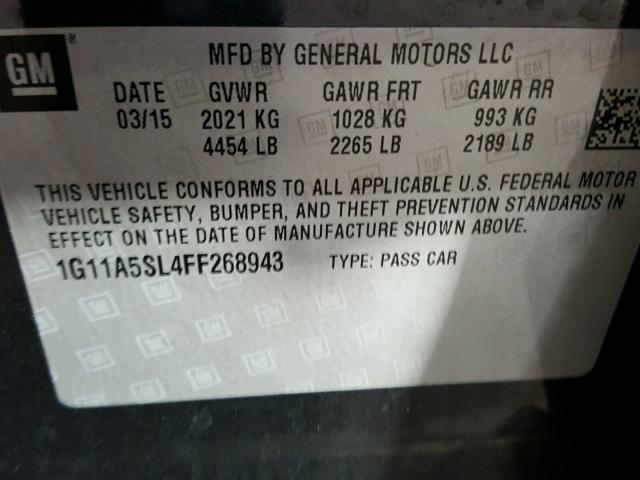 GM ®
MFD BY GENERAL MOTORS LLC
DATE GVWR GAWR FRT GAWR RR
03/15 2021 KG 1028 KG 993 KG
4454 LB 2265 LB 2189 LB
THIS VEHICLE CONFORMS TO ALL APPLICABLE U.S. FEDERAL MOTOR
VEHICLE SAFETY, BUMPER, AND THEFT PREVENTION STANDARDS IN
EFFECT ON THE DATE OF MANUFACTURE SHOWN ABOVE.
1G11A5SL4FF268943 TYPE: PASS CAR